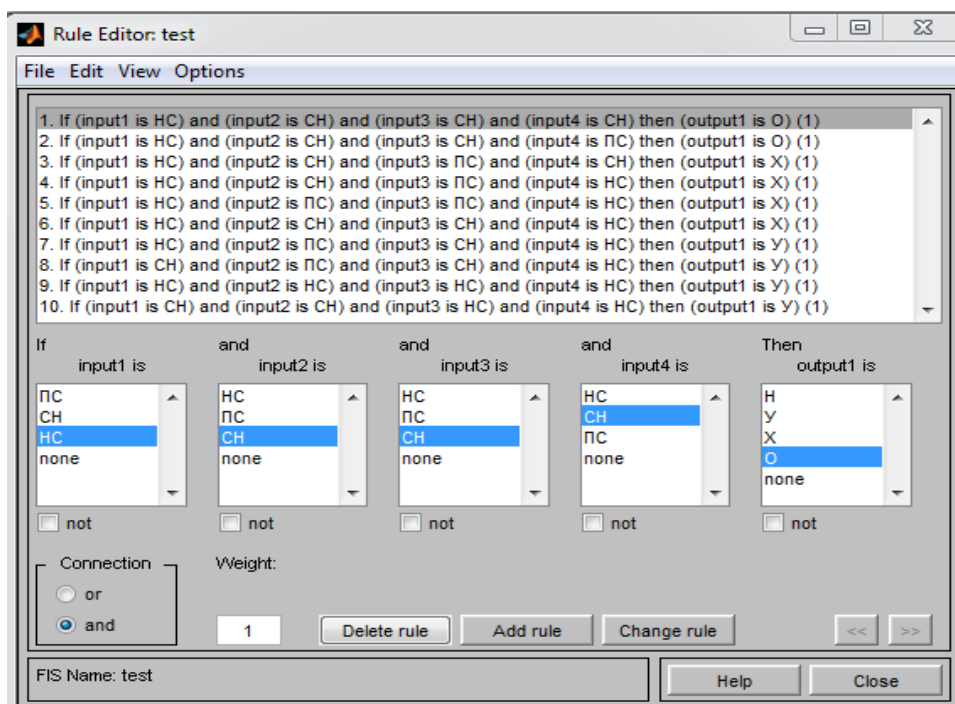 Rule Editor: test
File Edit View Options
1. If (input1 is НС) and (input2 is СН) and (input3 is СН) and (input4 is СН) then (output1 is О) (1)
2. If (input1 is НС) and (input2 is СН) and (input3 is СН) and (input4 is ПС) then (output1 is О) (1)
3. If (input1 is НС) and (input2 is СН) and (input3 is ПС) and (input4 is СН) then (output1 is Х) (1)
4. If (input1 is НС) and (input2 is СН) and (input3 is ПС) and (input4 is НС) then (output1 is Х) (1)
5. If (input1 is НС) and (input2 is ПС) and (input3 is ПС) and (input4 is НС) then (output1 is Х) (1)
6. If (input1 is НС) and (input2 is СН) and (input3 is СН) and (input4 is НС) then (output1 is Х) (1)
7. If (input1 is НС) and (input2 is ПС) and (input3 is СН) and (input4 is НС) then (output1 is У) (1)
8. If (input1 is СН) and (input2 is ПС) and (input3 is СН) and (input4 is НС) then (output1 is У) (1)
9. If (input1 is НС) and (input2 is СН) and (input3 is НС) and (input4 is НС) then (output1 is У) (1)
10. If (input1 is СН) and (input2 is СН) and (input3 is НС) and (input4 is НС) then (output1 is У) (1)
If and and and Then
input1 is input2 is input3 is input4 is output1 is
ПС НС НС НС Н
СН ПС ПС СН У
НС СН СН ПС Х
none none none none О
none
not not not not not
Connection Weight:
or
and 1 Delete rule Add rule Change rule << >>
FIS Name: test Help Close